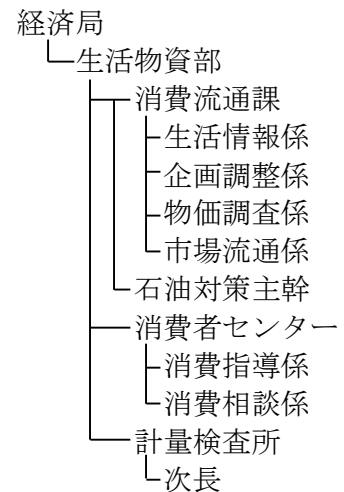 経済局
生活物資部
消費流通課
生活情報係
企画調整係
物価調査係
市場流通係
石油対策主幹
消費者センター
消費指導係
消費相談係
計量検査所
次長